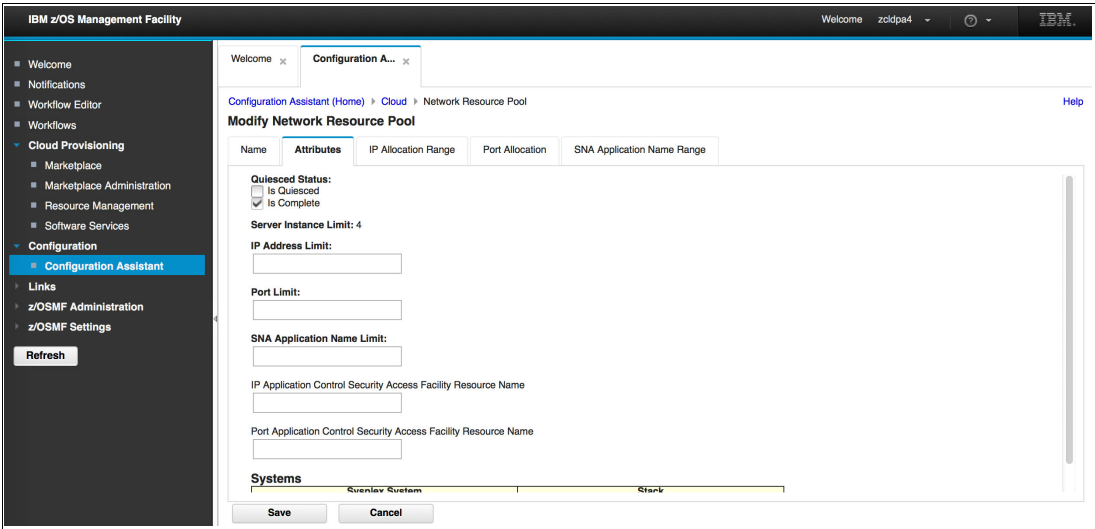 IBM z/OS Management Facility
Welcome zcldpa4
IBM
Welcome
Notifications
Workflow Editor
Workflows
Cloud Provisioning
Marketplace
Marketplace Administration
Resource Management
Software Services
Configuration
Configuration Assistant
Links
z/OSMF Administration
z/OSMF Settings
Refresh
Welcome x Configuration A... x
Configuration Assistant (Home) Cloud Network Resource Pool Help
Modify Network Resource Pool
Name Attributes IP Allocation Range Port Allocation SNA Application Name Range
Quiesced Status:
Is Quiesced
Is Complete
Server Instance Limit: 4
IP Address Limit:
Port Limit:
SNA Application Name Limit:
IP Application Control Security Access Facility Resource Name
Port Application Control Security Access Facility Resource Name
Systems
Sysplex System Stack
Save Cancel